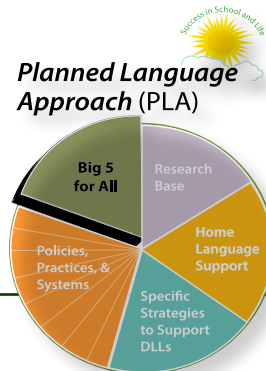 Success in School and Life
Planned Language
Approach (PLA)
Big 5
for All
Research
Base
Home
Language
Support
Specific
Strategies
to Support
DLLs
Policies,
Practices, &
Systems